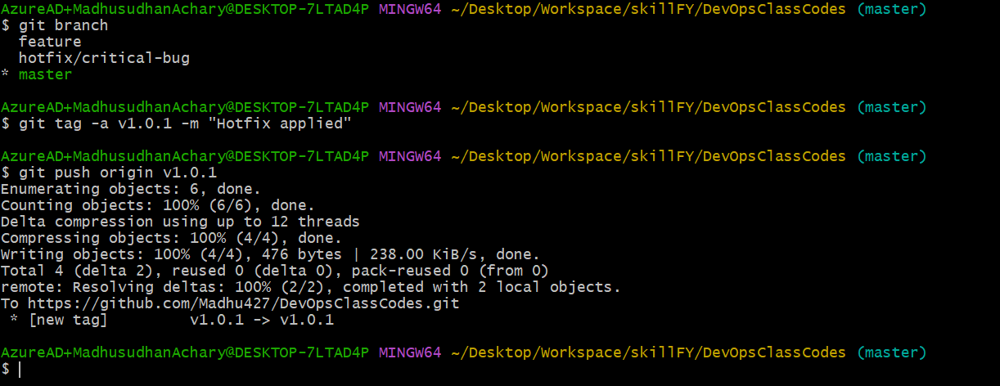 AzureAD+MadhusudhanAchary@DESKTOP-7LTAD4P MINGW64 ~/Desktop/Workspace/skillFY/DevOpsClassCodes (master)
$ git branch
  feature
  hotfix/critical-bug
* master

AzureAD+MadhusudhanAchary@DESKTOP-7LTAD4P MINGW64 ~/Desktop/Workspace/skillFY/DevOpsClassCodes (master)
$ git tag -a v1.0.1 -m "Hotfix applied"

AzureAD+MadhusudhanAchary@DESKTOP-7LTAD4P MINGW64 ~/Desktop/Workspace/skillFY/DevOpsClassCodes (master)
$ git push origin v1.0.1
Enumerating objects: 6, done.
Counting objects: 100% (6/6), done.
Delta compression using up to 12 threads
Compressing objects: 100% (4/4), done.
Writing objects: 100% (4/4), 476 bytes | 238.00 KiB/s, done.
Total 4 (delta 2), reused 0 (delta 0), pack-reused 0 (from 0)
remote: Resolving deltas: 100% (2/2), completed with 2 local objects.
To https://github.com/Madhu427/DevOpsClassCodes.git
 * [new tag]         v1.0.1 -> v1.0.1

AzureAD+MadhusudhanAchary@DESKTOP-7LTAD4P MINGW64 ~/Desktop/Workspace/skillFY/DevOpsClassCodes (master)
$